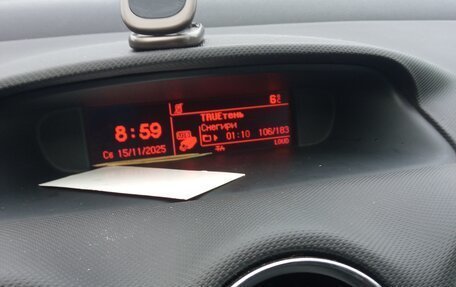 8:59
Сб 15/11/2025
6°C
TRUEтень
Снегири
01:10 106/183
LOUD